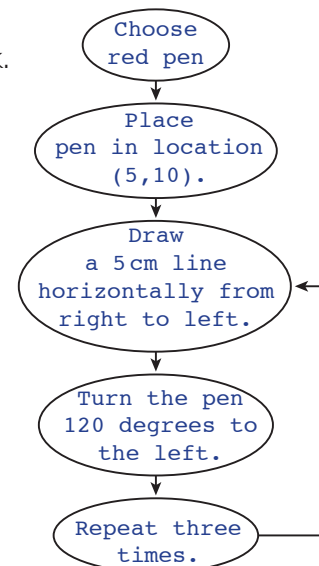 Choose
red pen
Place
pen in location
(5,10).
Draw
a 5cm line
horizontally from
right to left.
Turn the pen
120 degrees to
the left.
Repeat three
times.